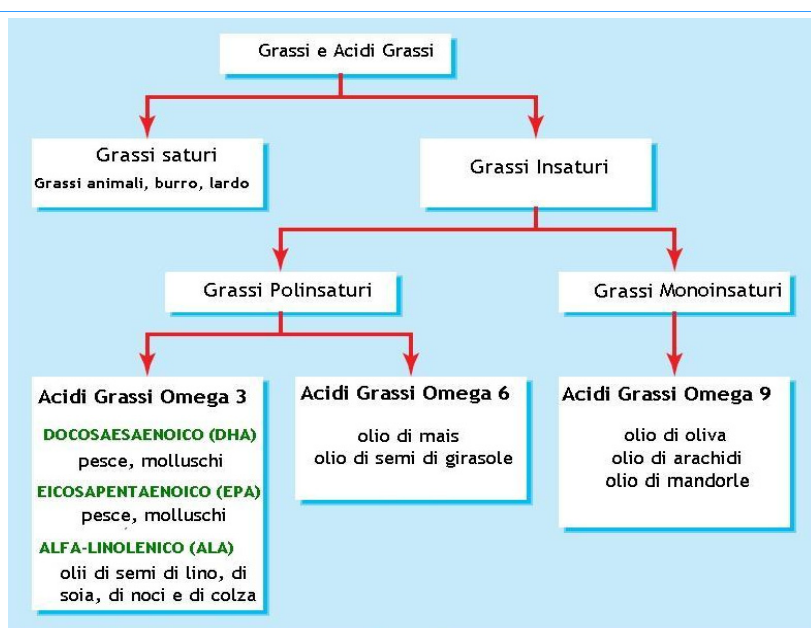 Grassi e Acidi Grassi
Grassi saturi
Grassi animali, burro, lardo
Grassi Insaturi
Grassi Polinsaturi
Grassi Monoinsaturi
Acidi Grassi Omega 3
DOCOSAESAENOICO (DHA)
pesce, molluschi
EICOSAPENTAENOICO (EPA)
pesce, molluschi
ALFA-LINOLENICO (ALA)
olii di semi di lino, di
soia, di noci e di colza
Acidi Grassi Omega 6
olio di mais
olio di semi di girasole
Acidi Grassi Omega 9
olio di oliva
olio di arachidi
olio di mandorle